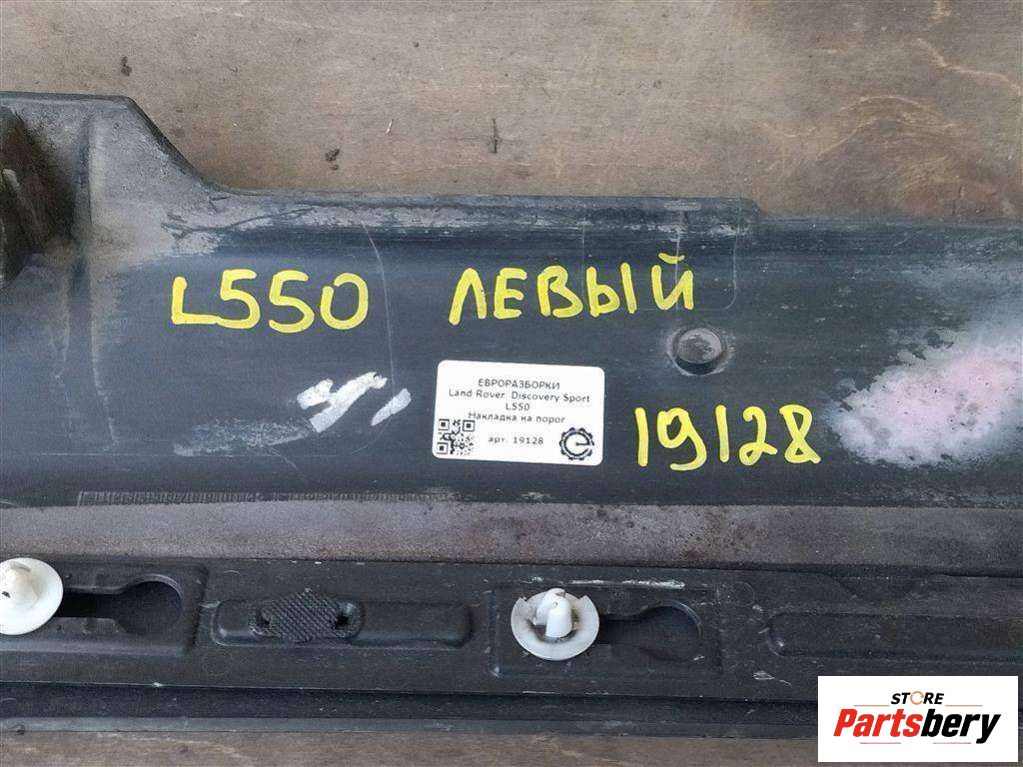 L550 ЛЕВЫЙ
ЕВРОРАЗБОРКИ
Land Rover Discovery Sport
L550
Накладка на порог
арт. 19128
19128
STORE
Partsbery